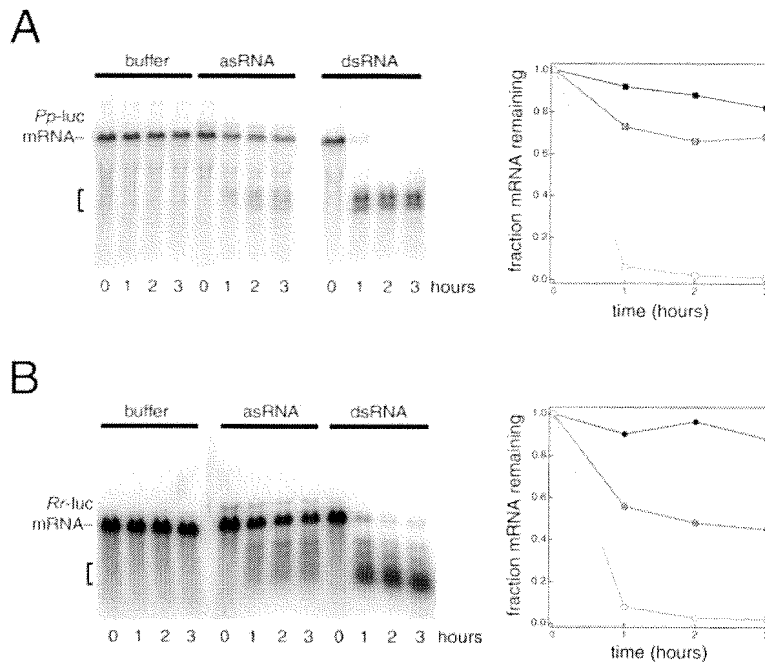 A
buffer asRNA dsRNA
Pp-luc
mRNA–
0 1 2 3 0 1 2 3 0 1 2 3 hours
fraction mRNA remaining
1.0
0.8
0.6
0.4
0.2
0.0
0 1 2 3
time (hours)
B
buffer asRNA dsRNA
Rr-luc
mRNA–
0 1 2 3 0 1 2 3 0 1 2 3 hours
fraction mRNA remaining
1.0
0.8
0.6
0.4
0.2
0.0
0 1 2 3
time (hours)